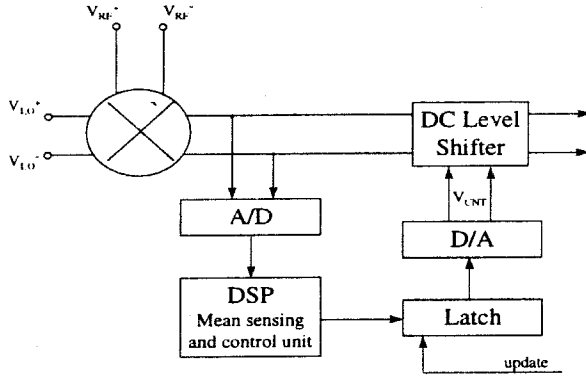 V_RF^- V_RF^-
V_LO^+
V_LO^-
DC Level
Shifter
V_CNT
A/D
D/A
DSP
Mean sensing
and control unit
Latch
update